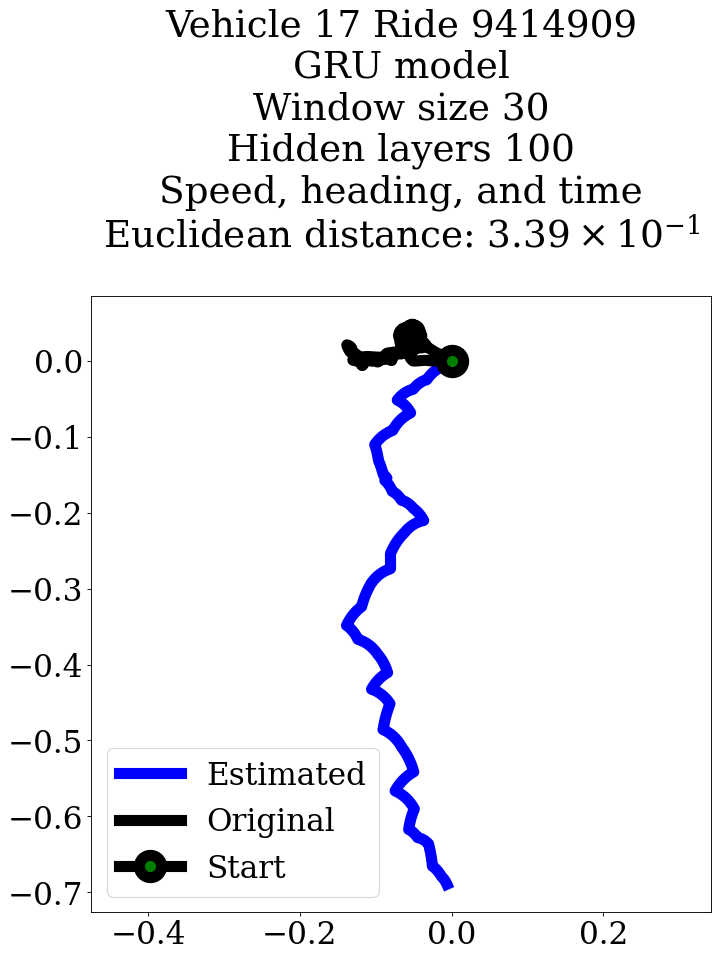 Vehicle 17 Ride 9414909
GRU model
Window size 30
Hidden layers 100
Speed, heading, and time
Euclidean distance: 3.39 × 10⁻¹
0.0
−0.1
−0.2
−0.3
−0.4
−0.5
−0.6
−0.7
Estimated
Original
Start
−0.4 −0.2 0.0 0.2